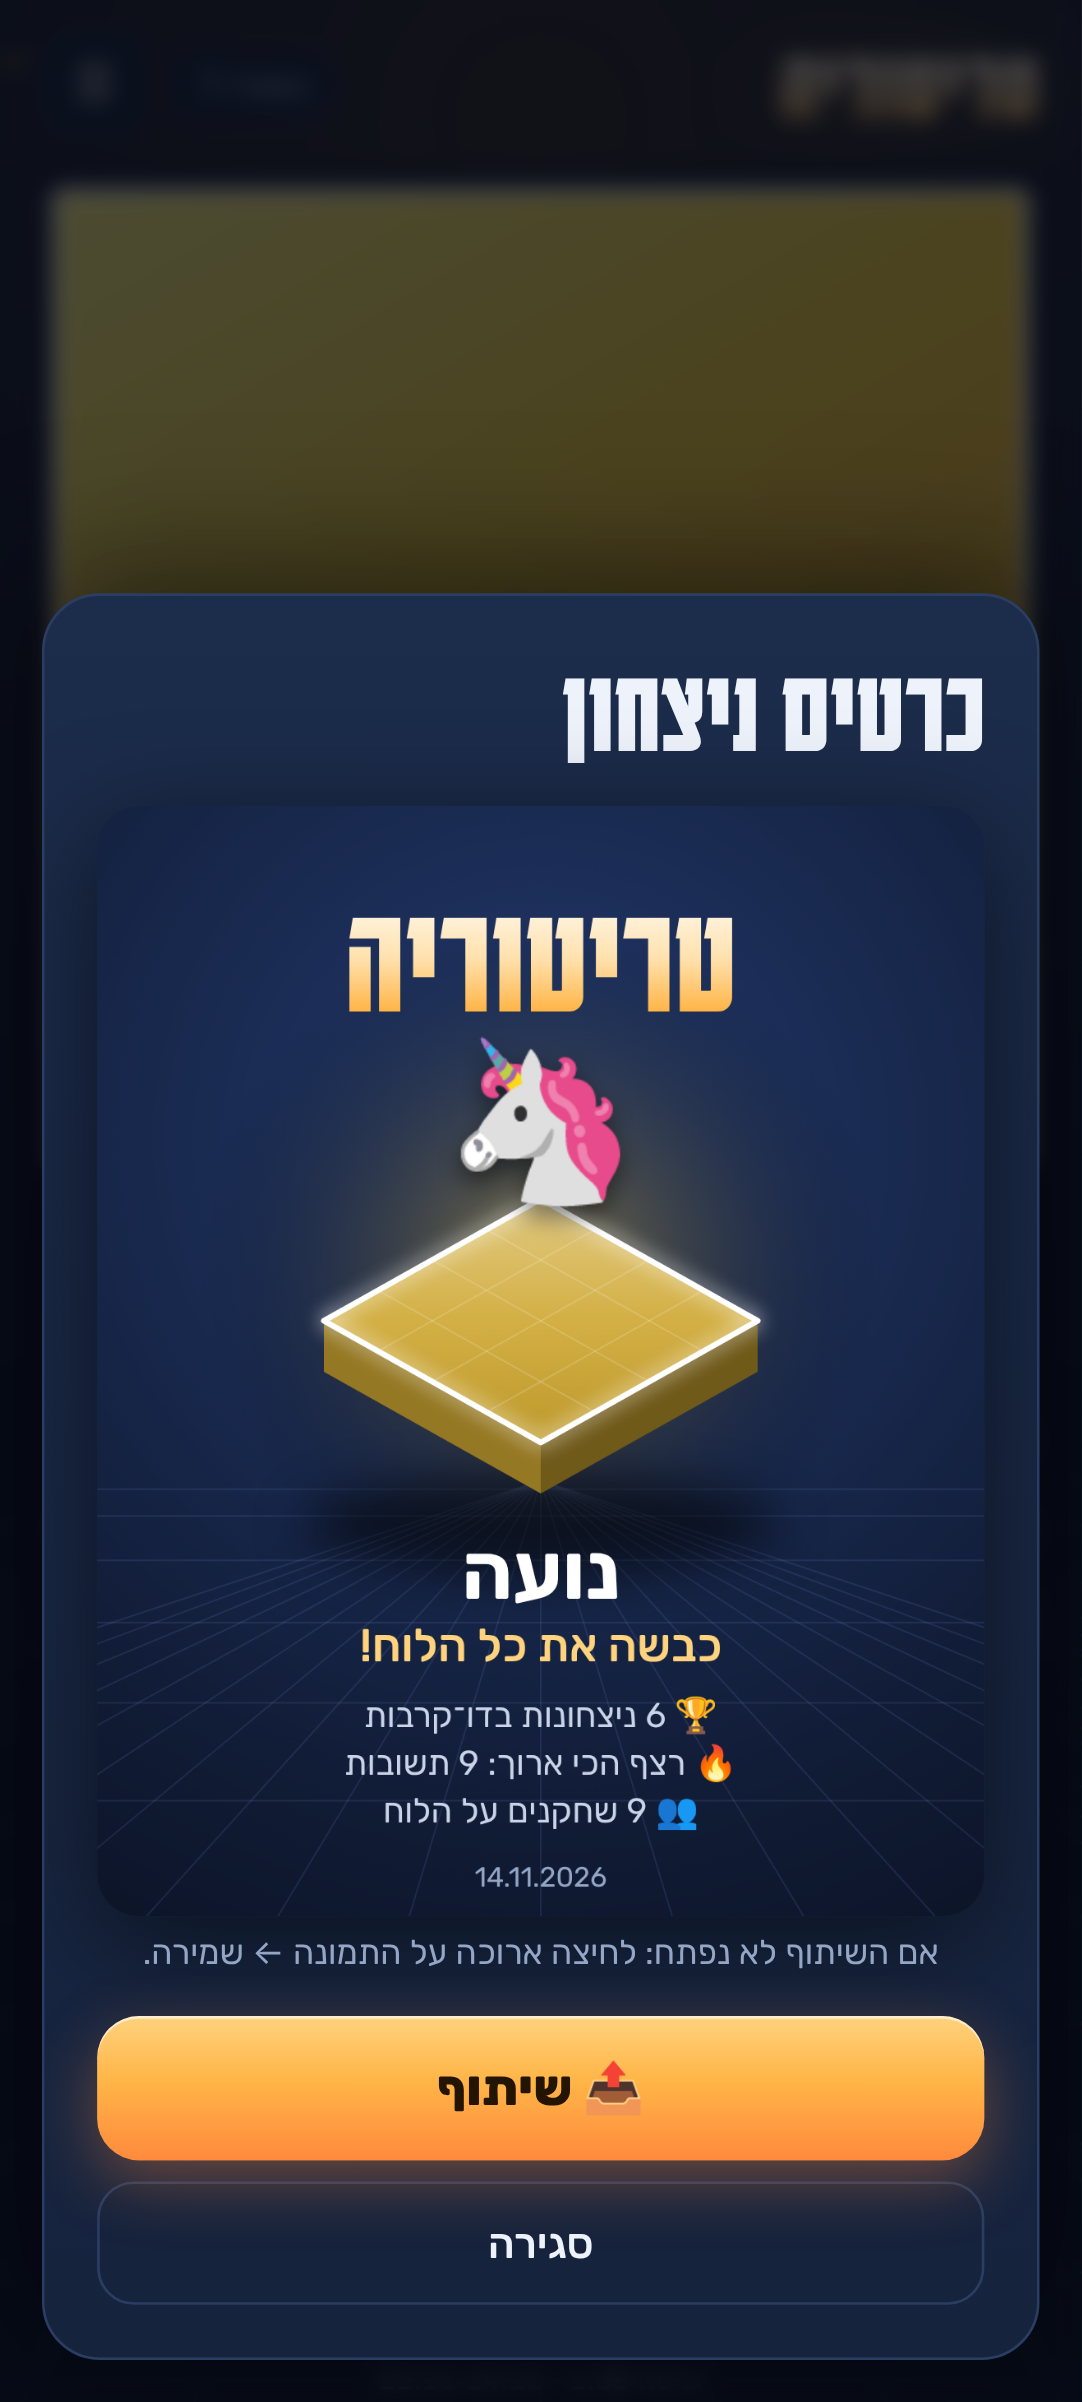 כרטיס ניצחון
טריטוריה
נועה
כבשה את כל הלוח!
🏆 6 ניצחונות בדו־קרבות
🔥 רצף הכי ארוך: 9 תשובות
👥 9 שחקנים על הלוח
14.11.2026
אם השיתוף לא נפתח: לחיצה ארוכה על התמונה ← שמירה.
📤 שיתוף
סגירה